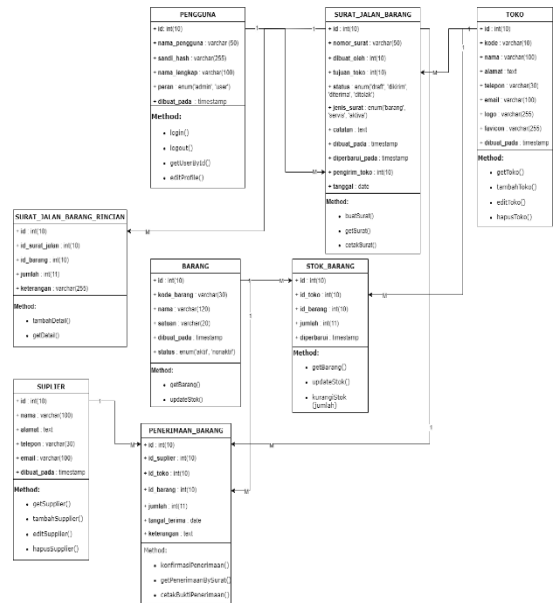 PENGGUNA
+ id: int(10)
+ nama_pengguna : varchar (50)
+ sandi_hash : varchar(255)
+ nama_lengkap : varchar(100)
+ peran : enum('admin', 'user')
+ dibuat_pada : timestamp
Method:
• login()
• logout()
• getUserById()
• editProfile()
SURAT_JALAN_BARANG
+ id : int(10)
+ nomor_surat : varchar(50)
+ dibuat_oleh : int(10)
+ tujuan_toko : int(10)
+ status : enum('draft', 'dikirim', 'diterima', 'ditolak')
+ jenis_surat : enum('barang', 'servis', 'aktiva')
+ catatan : text
+ dibuat_pada : timestamp
+ diperbarui_pada : timestamp
+ pengirim_toko : int(10)
+ tanggal : date
Method:
• buatSurat()
• getSurat()
• cetakSurat()
TOKO
+ id : int(10)
+ kode : varchar(10)
+ nama : varchar(100)
+ alamat : text
+ telepon : varchar(30)
+ email : varchar(100)
+ logo : varchar(255)
+ favicon : varchar(255)
+ dibuat_pada : timestamp
Method:
• getToko()
• tambahToko()
• editToko()
• hapusToko()
SURAT_JALAN_BARANG_RINCIAN
+ id : int(10)
+ id_surat_jalan : int(10)
+ id_barang : int(10)
+ jumlah : int(11)
+ keterangan : varchar(255)
Method:
• tambahDetail()
• getDetail()
BARANG
+ id : int(10)
+ kode_barang : varchar(30)
+ nama : varchar(120)
+ satuan : varchar(20)
+ dibuat_pada : timestamp
+ status : enum('aktif', 'nonaktif')
Method:
• getBarang()
• updateStok()
STOK_BARANG
+ id : int(10)
+ id_toko : int(10)
+ id_barang : int(10)
+ jumlah : int(11)
+ diperbarui : timestamp
Method:
• getBarang()
• updateStok()
• kurangiStok
(jumlah)
SUPLIER
+ id : int(10)
+ nama : varchar(100)
+ alamat : text
+ telepon : varchar(30)
+ email : varchar(100)
+ dibuat_pada : timestamp
Method:
• getSupplier()
• tambahSupplier()
• editSupplier()
• hapusSupplier()
PENERIMAAN_BARANG
+ id : int(10)
+ id_suplier : int(10)
+ id_toko : int(10)
+ id_barang : int(10)
+ jumlah : int(11)
+ tangal_terima : date
+ keterangan : text
Method:
• konfirmasiPenerimaan()
• getPenerimaanBySurat()
• cetakBuktiPenerimaan()
1
1
1
1
M
M
M
M
M
1
1
1
M
M
M